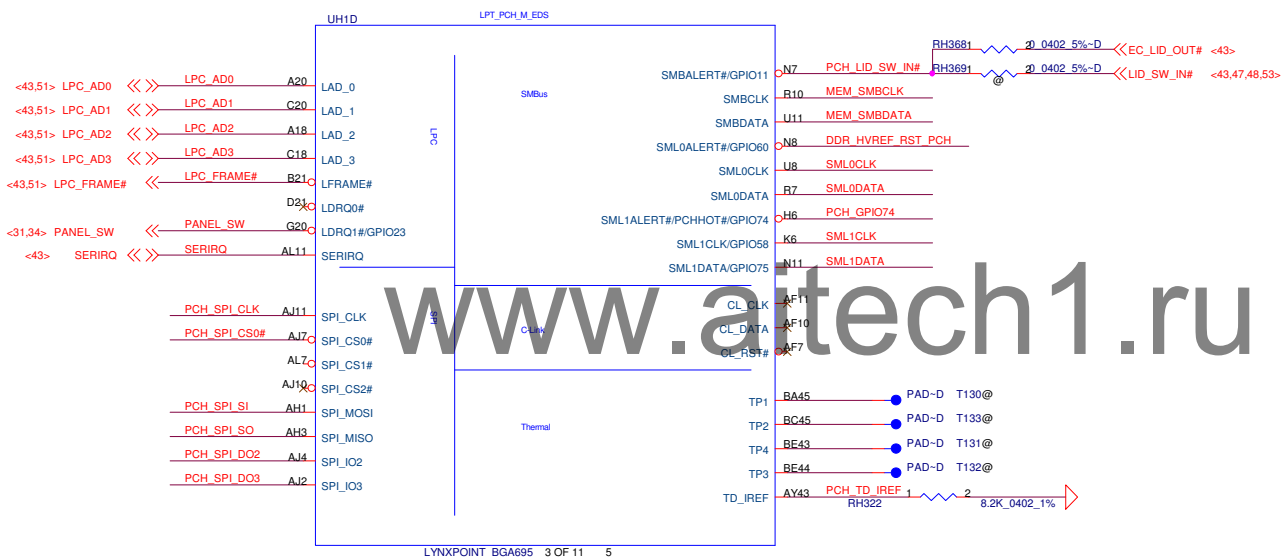 UH1D LPT_PCH_M_EDS
<43,51> LPC_AD0 LPC_AD0 A20 LAD_0
<43,51> LPC_AD1 LPC_AD1 C20 LAD_1
<43,51> LPC_AD2 LPC_AD2 A18 LAD_2
<43,51> LPC_AD3 LPC_AD3 C18 LAD_3
<43,51> LPC_FRAME# LPC_FRAME# B21 LFRAME#
D21 LDRQ0#
<31,34> PANEL_SW PANEL_SW G20 LDRQ1#/GPIO23
<43> SERIRQ SERIRQ AL11 SERIRQ
PCH_SPI_CLK AJ11 SPI_CLK
PCH_SPI_CS0# AJ7 SPI_CS0#
AL7 SPI_CS1#
AJ10 SPI_CS2#
PCH_SPI_SI AH1 SPI_MOSI
PCH_SPI_SO AH3 SPI_MISO
PCH_SPI_DO2 AJ4 SPI_IO2
PCH_SPI_DO3 AJ2 SPI_IO3
LPC
SPI
SMBus
C-Link
Thermal
RH368 1 2 0_0402_5%~D EC_LID_OUT# <43>
SMBALERT#/GPIO11 N7 PCH_LID_SW_IN# RH369 1 @ 2 0_0402_5%~D LID_SW_IN# <43,47,48,53>
SMBCLK R10 MEM_SMBCLK
SMBDATA U11 MEM_SMBDATA
SML0ALERT#/GPIO60 N8 DDR_HVREF_RST_PCH
SML0CLK U8 SML0CLK
SML0DATA R7 SML0DATA
SML1ALERT#/PCHHOT#/GPIO74 H6 PCH_GPIO74
SML1CLK/GPIO58 K6 SML1CLK
SML1DATA/GPIO75 N11 SML1DATA
CL_CLK AF11
CL_DATA AF10
CL_RST# AF7
TP1 BA45 PAD~D T130@
TP2 BC45 PAD~D T133@
TP4 BE43 PAD~D T131@
TP3 BE44 PAD~D T132@
TD_IREF AY43 PCH_TD_IREF 1 2
RH322 8.2K_0402_1%
LYNXPOINT_BGA695 3 OF 11 5
www.aitech1.ru